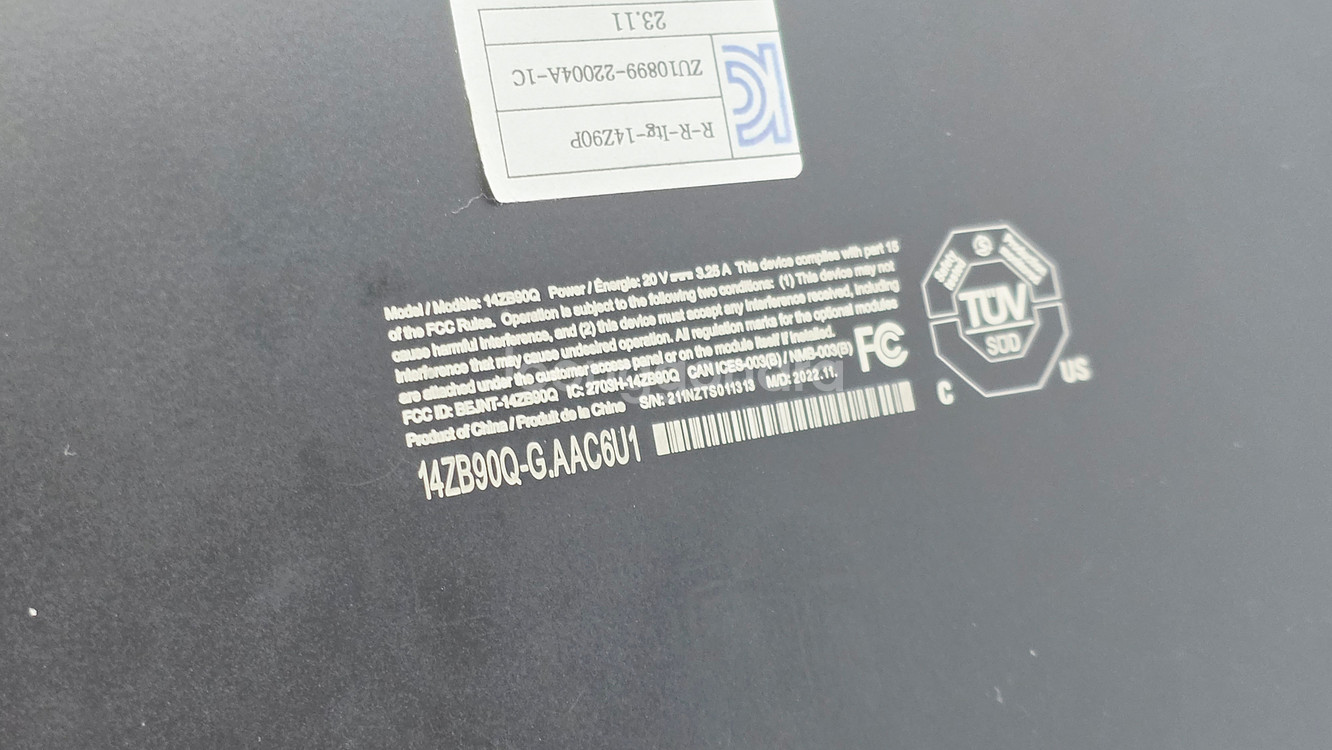 23.11
ZU10899-22004A-1C
R-R-Itg-14Z90P
Model / Modèle: 14ZB90Q Power / Énergie: 20 V 3.25 A This device complies with part 15
of the FCC Rules. Operation is subject to the following two conditions: (1) This device may not
cause harmful interference, and (2) this device must accept any interference received, including
interference that may cause undesired operation. All regulation marks for the optional modules
are attached under the customer access panel or on the module itself if installed.
FCC ID: BEJNT-14ZB90Q IC: 2703H-14ZB90Q CAN ICES-003(B) / NMB-003(B)
Product of China / Produit de la Chine S/N: 211NZTS011313 M/D: 2022.11.
FC
14ZB90Q-G.AAC6U1
TÜV
SÜD
C US